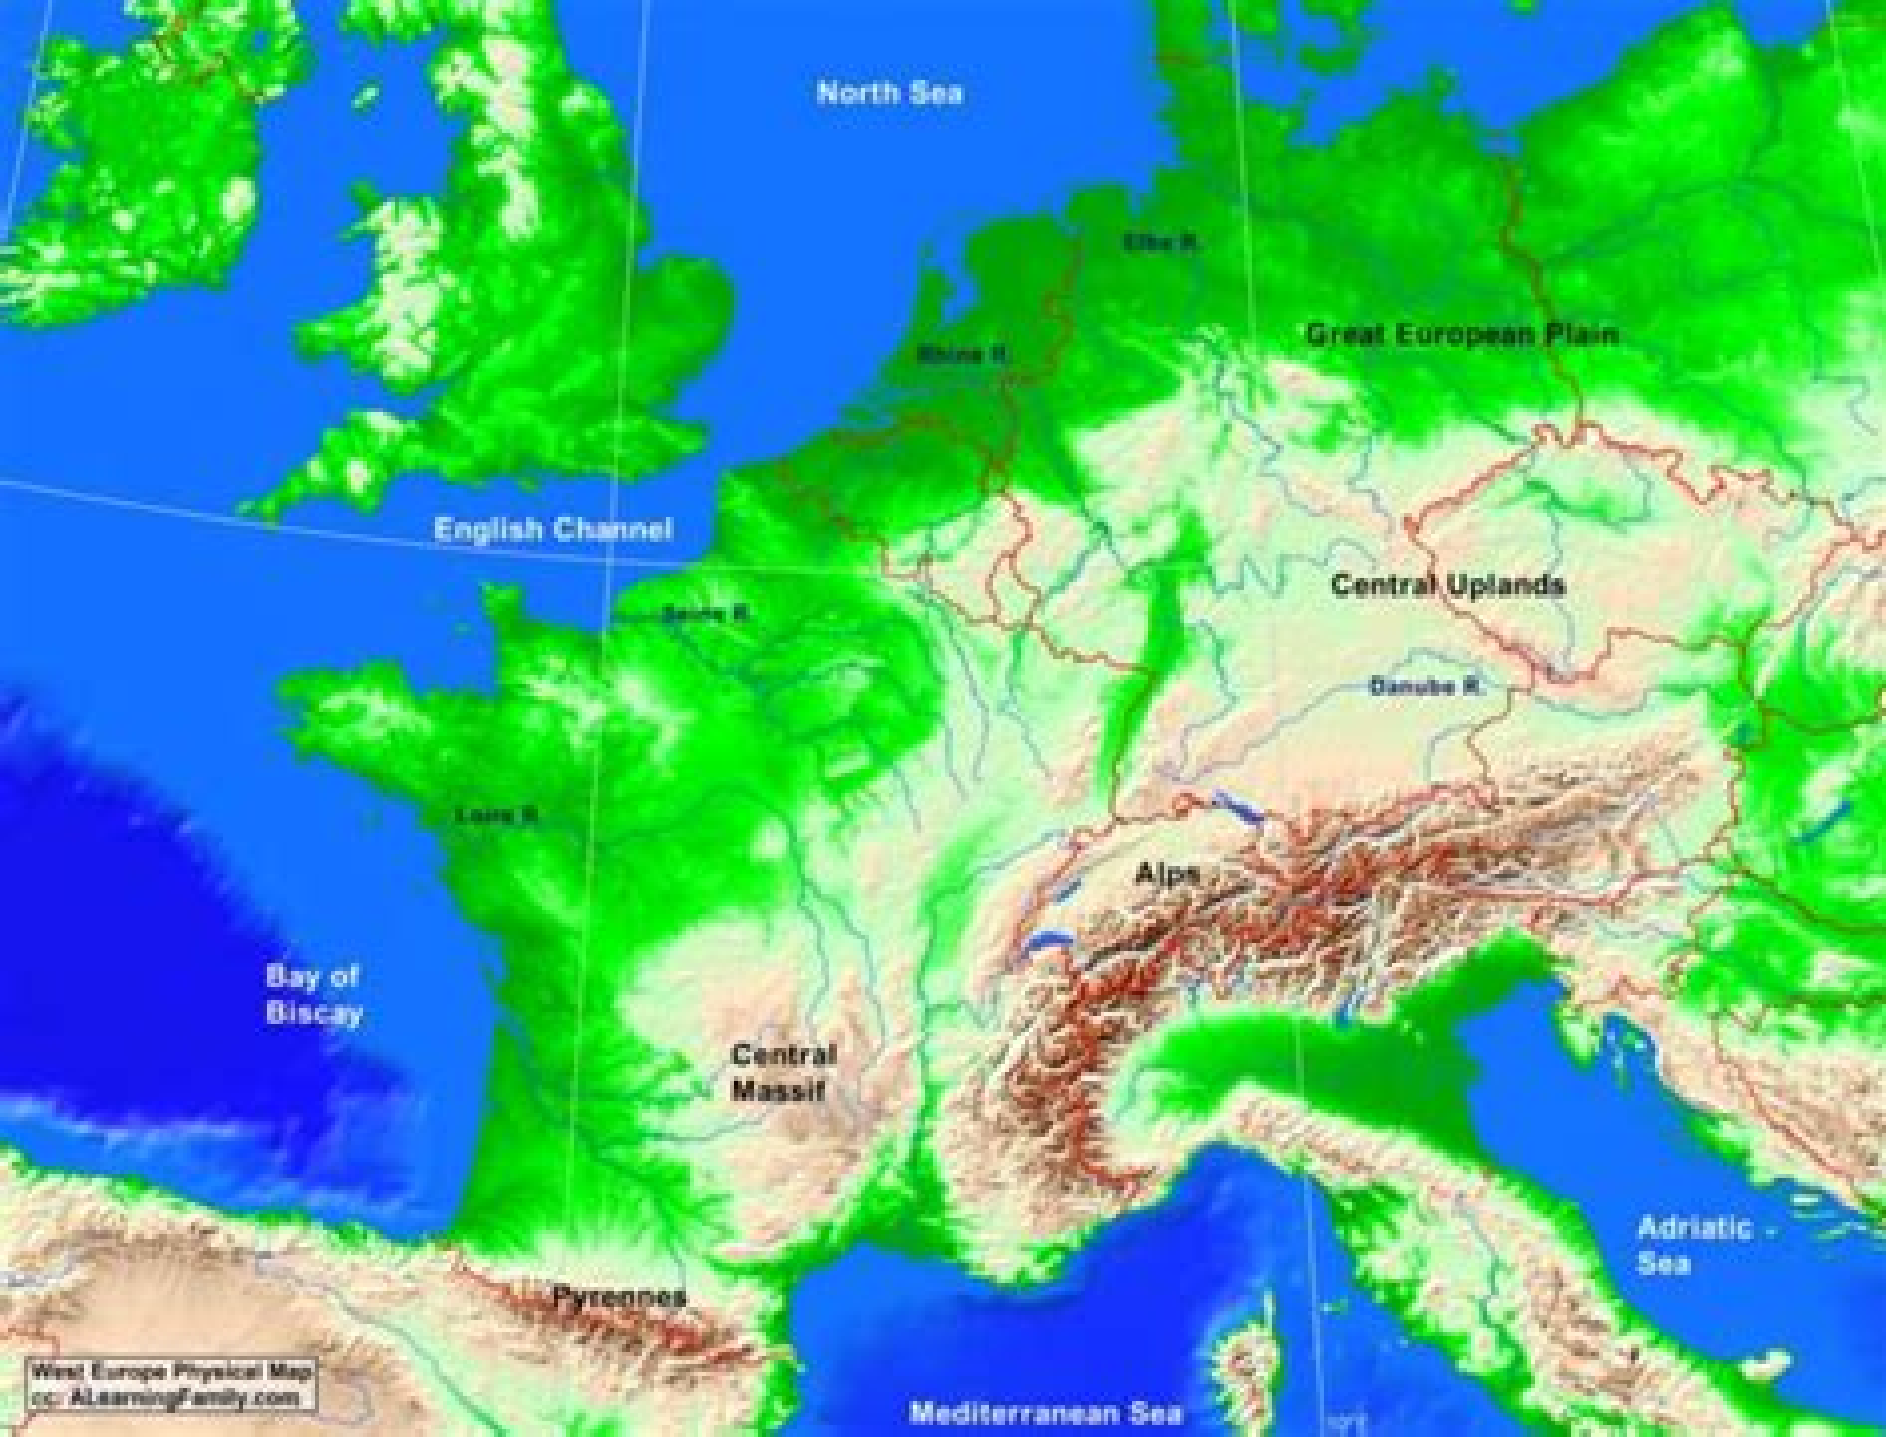 North Sea
Elbe R.
Great European Plain
Rhine R.
English Channel
Central Uplands
Seine R.
Danube R.
Loire R.
Alps
Bay of
Biscay
Central
Massif
Adriatic
Sea
Pyrennes
West Europe Physical Map
cc: ALearningFamily.com
Mediterranean Sea